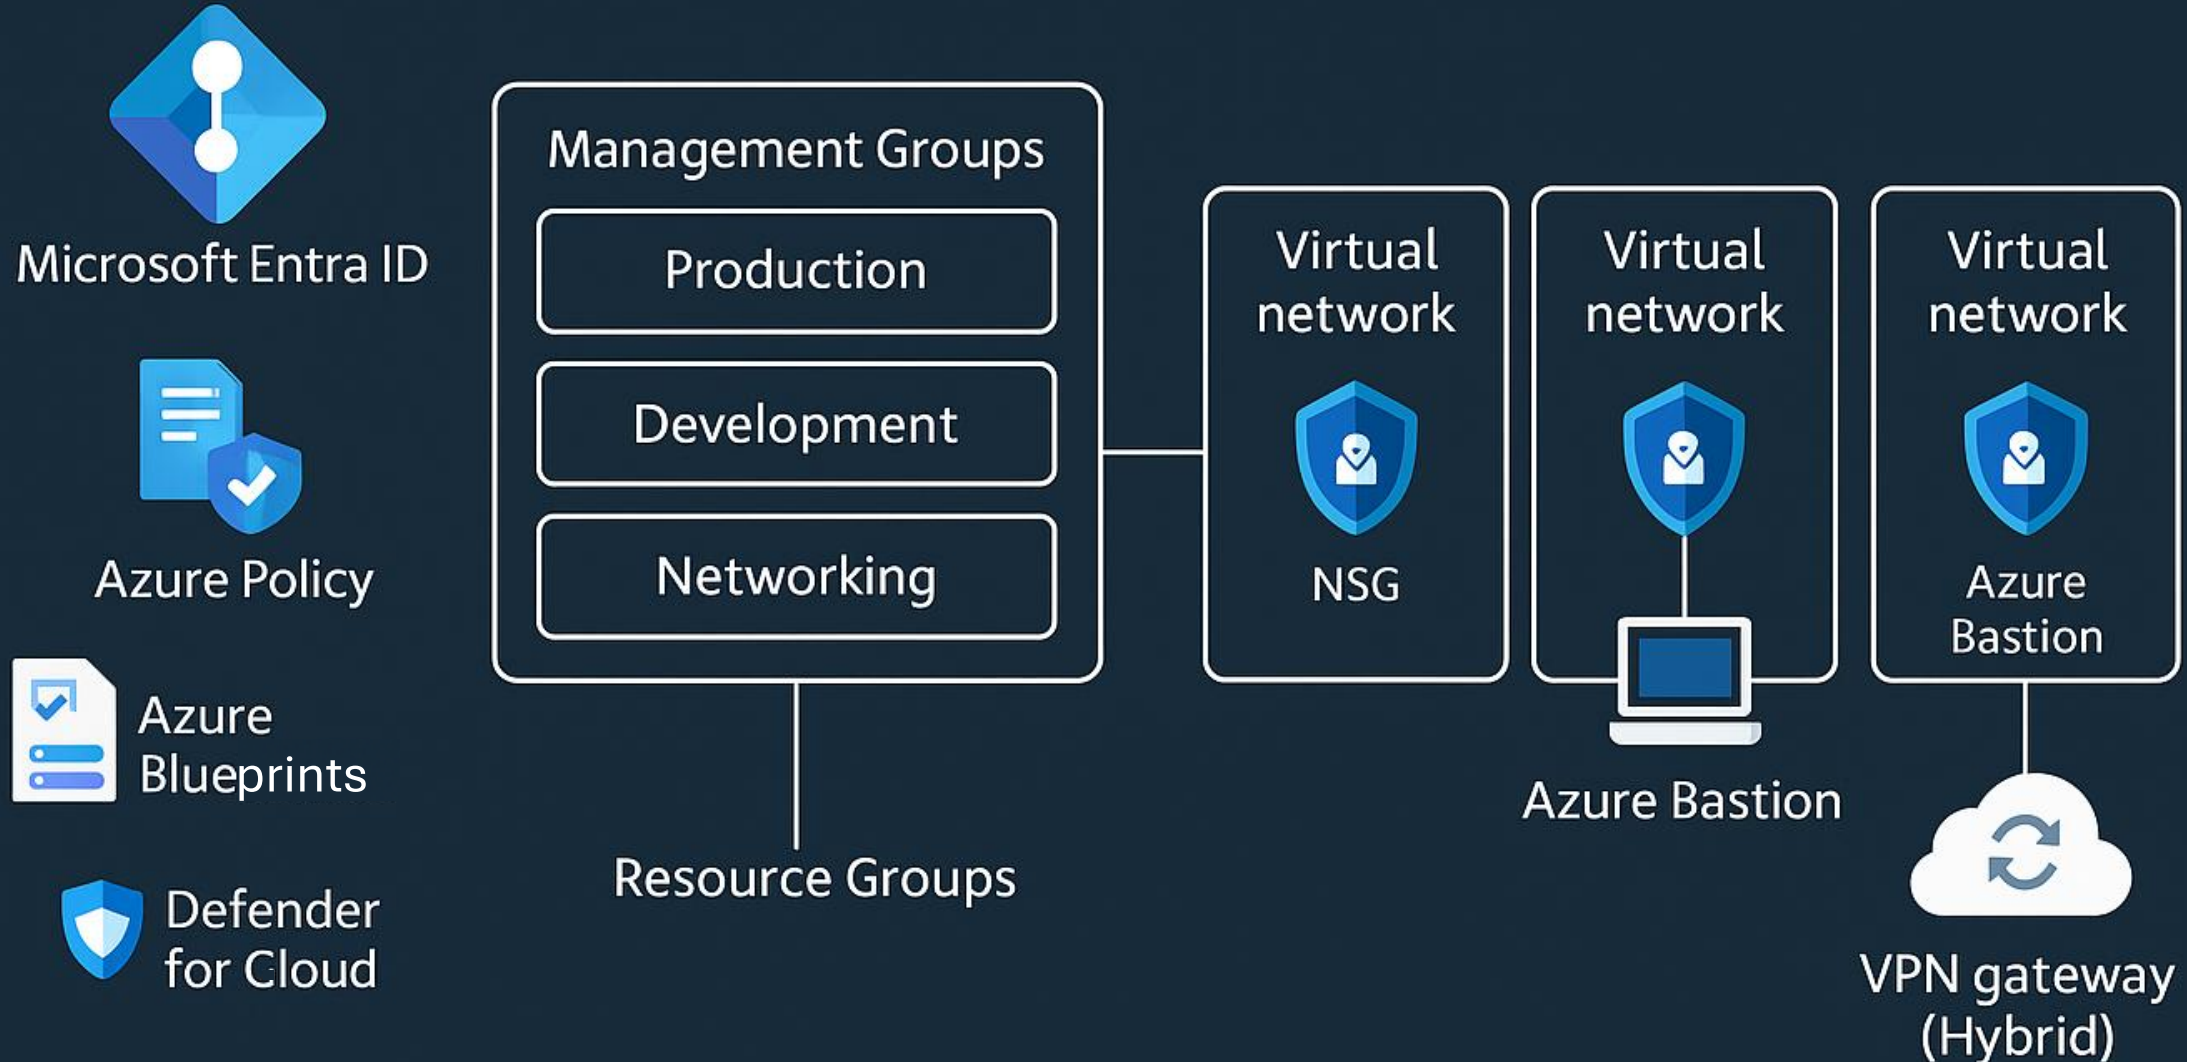 Microsoft Entra ID
Azure Policy
Azure
Blueprints
Defender
for Cloud
Management Groups
Production
Development
Networking
Resource Groups
Virtual
network
NSG
Virtual
network
Azure Bastion
Virtual
network
Azure
Bastion
VPN gateway
(Hybrid)